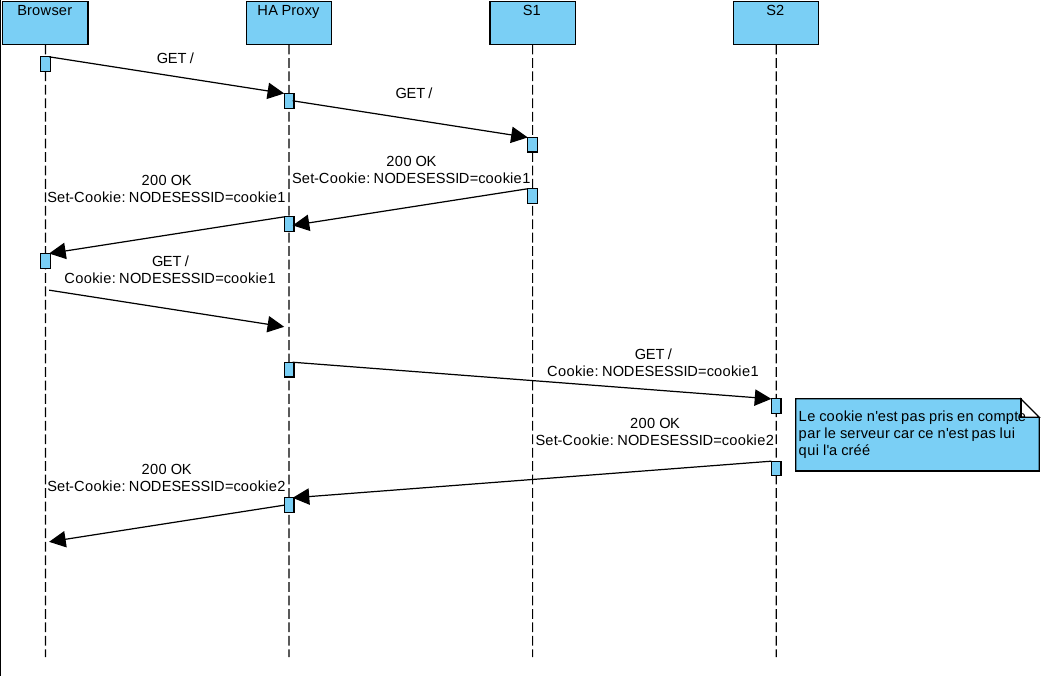 Browser
HA Proxy
S1
S2
GET /
GET /
200 OK
Set-Cookie: NODESESSID=cookie1
200 OK
Set-Cookie: NODESESSID=cookie1
GET /
Cookie: NODESESSID=cookie1
GET /
Cookie: NODESESSID=cookie1
Le cookie n'est pas pris en compte
par le serveur car ce n'est pas lui
qui l'a créé
200 OK
Set-Cookie: NODESESSID=cookie2
200 OK
Set-Cookie: NODESESSID=cookie2